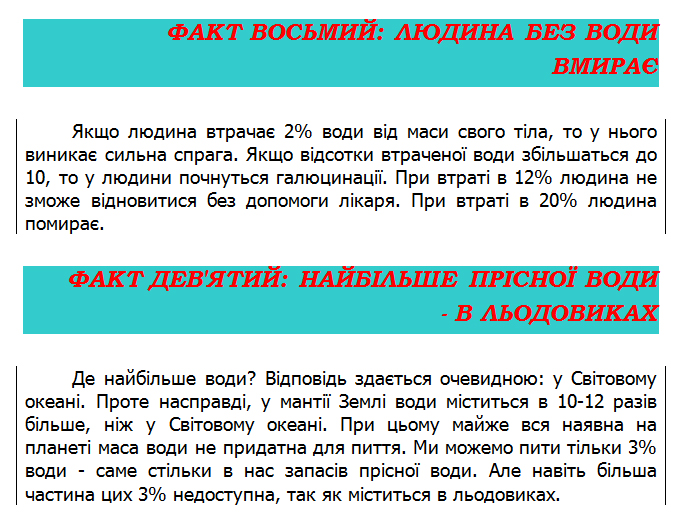 ФАКТ ВОСЬМИЙ: ЛЮДИНА БЕЗ ВОДИ
ВМИРАЄ
Якщо людина втрачає 2% води від маси свого тіла, то у нього
виникає сильна спрага. Якщо відсотки втраченої води збільшаться до
10, то у людини почнуться галюцинації. При втраті в 12% людина не
зможе відновитися без допомоги лікаря. При втраті в 20% людина
помирає.
ФАКТ ДЕВ'ЯТИЙ: НАЙБІЛЬШЕ ПРІСНОЇ ВОДИ
- В ЛЬОДОВИКАХ
Де найбільше води? Відповідь здається очевидною: у Світовому
океані. Проте насправді, у мантії Землі води міститься в 10-12 разів
більше, ніж у Світовому океані. При цьому майже вся наявна на
планеті маса води не придатна для пиття. Ми можемо пити тільки 3%
води - саме стільки в нас запасів прісної води. Але навіть більша
частина цих 3% недоступна, так як міститься в льодовиках.